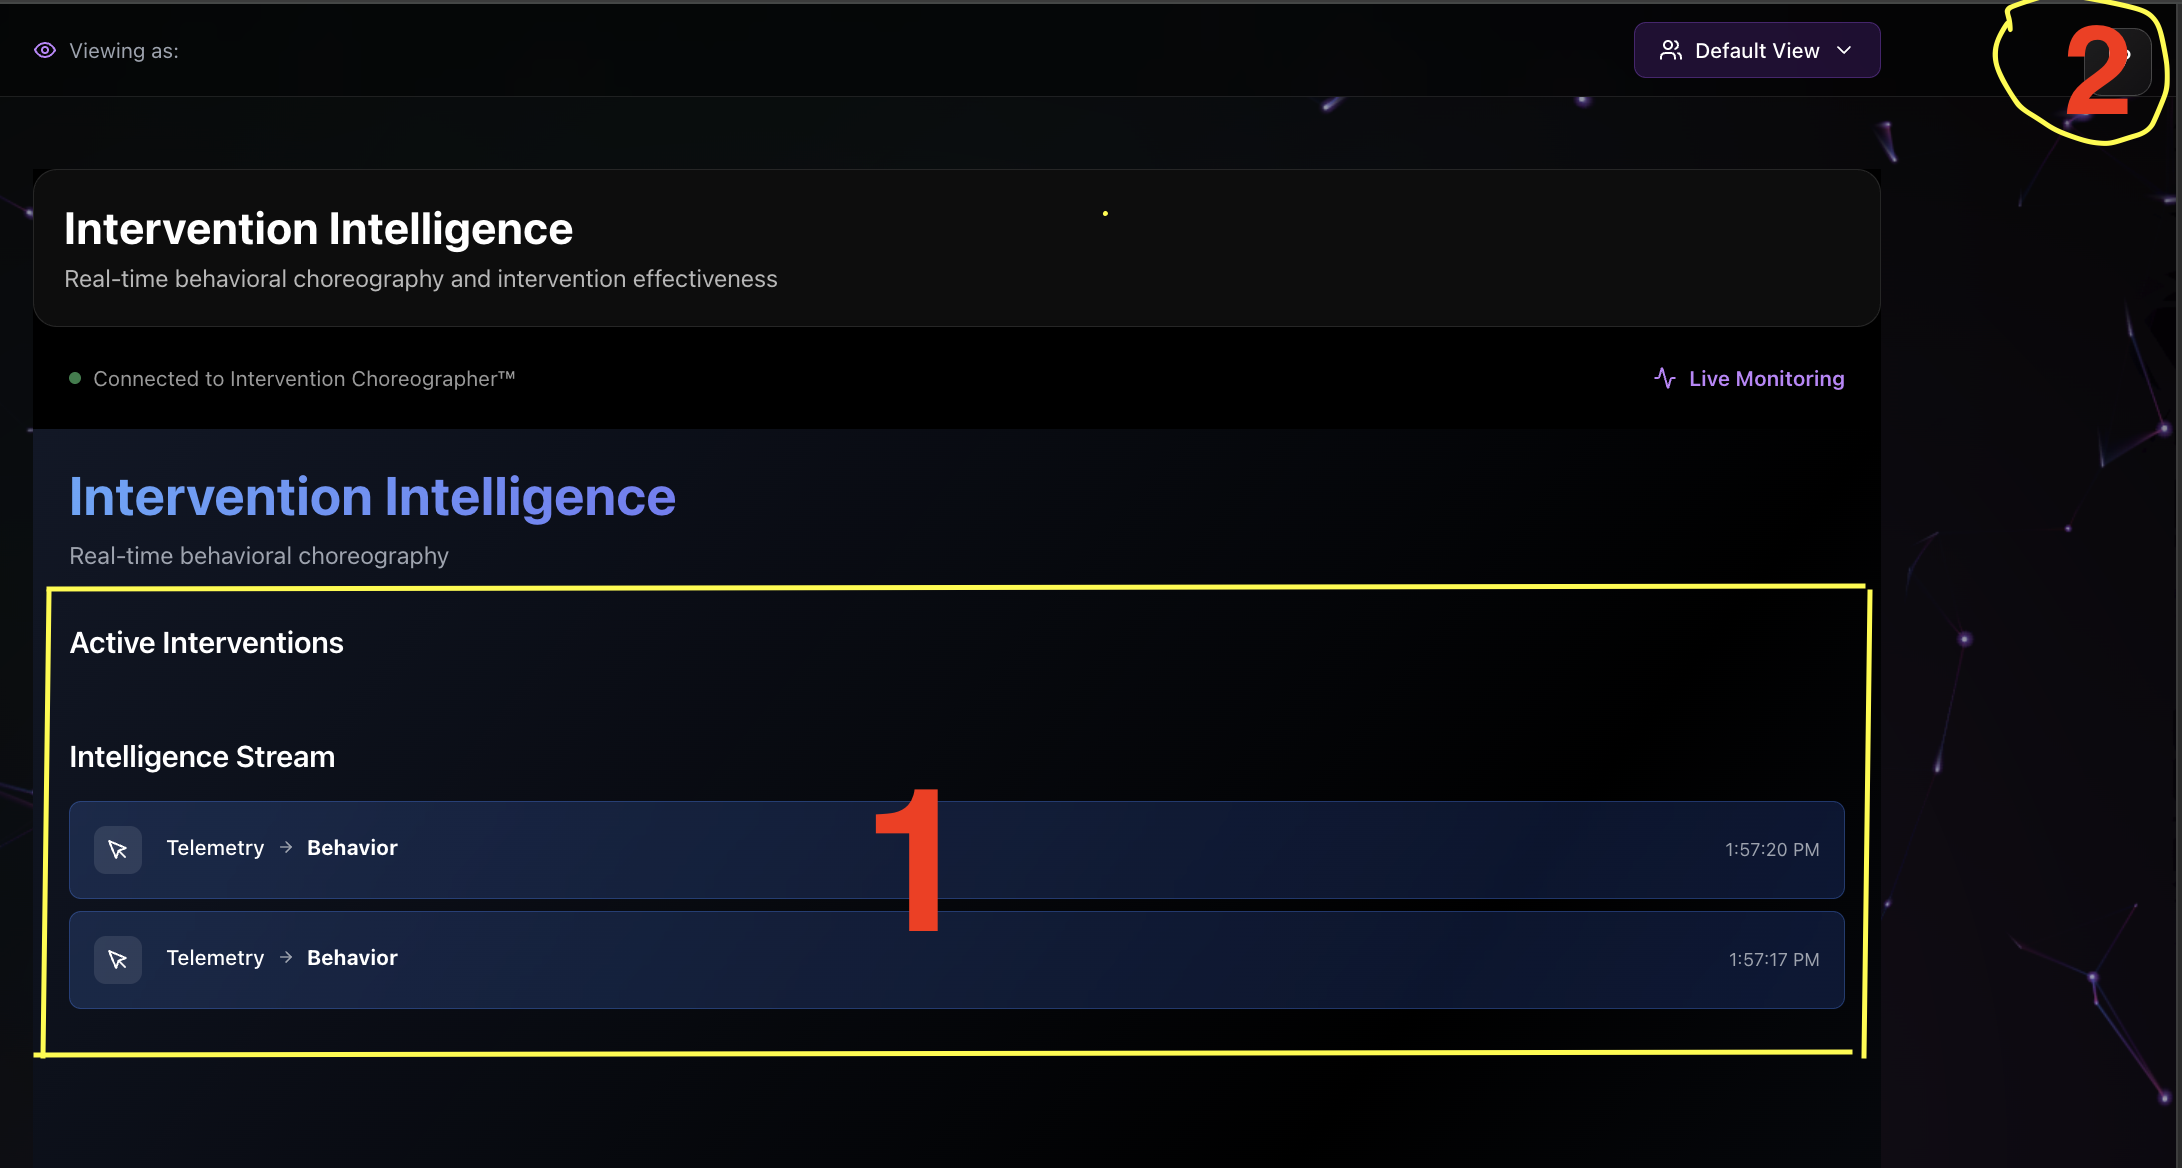 Viewing as:
Default View
2
Intervention Intelligence
Real-time behavioral choreography and intervention effectiveness
Connected to Intervention Choreographer™
Live Monitoring
Intervention Intelligence
Real-time behavioral choreography
Active Interventions
Intelligence Stream
1
Telemetry → Behavior
1:57:20 PM
Telemetry → Behavior
1:57:17 PM